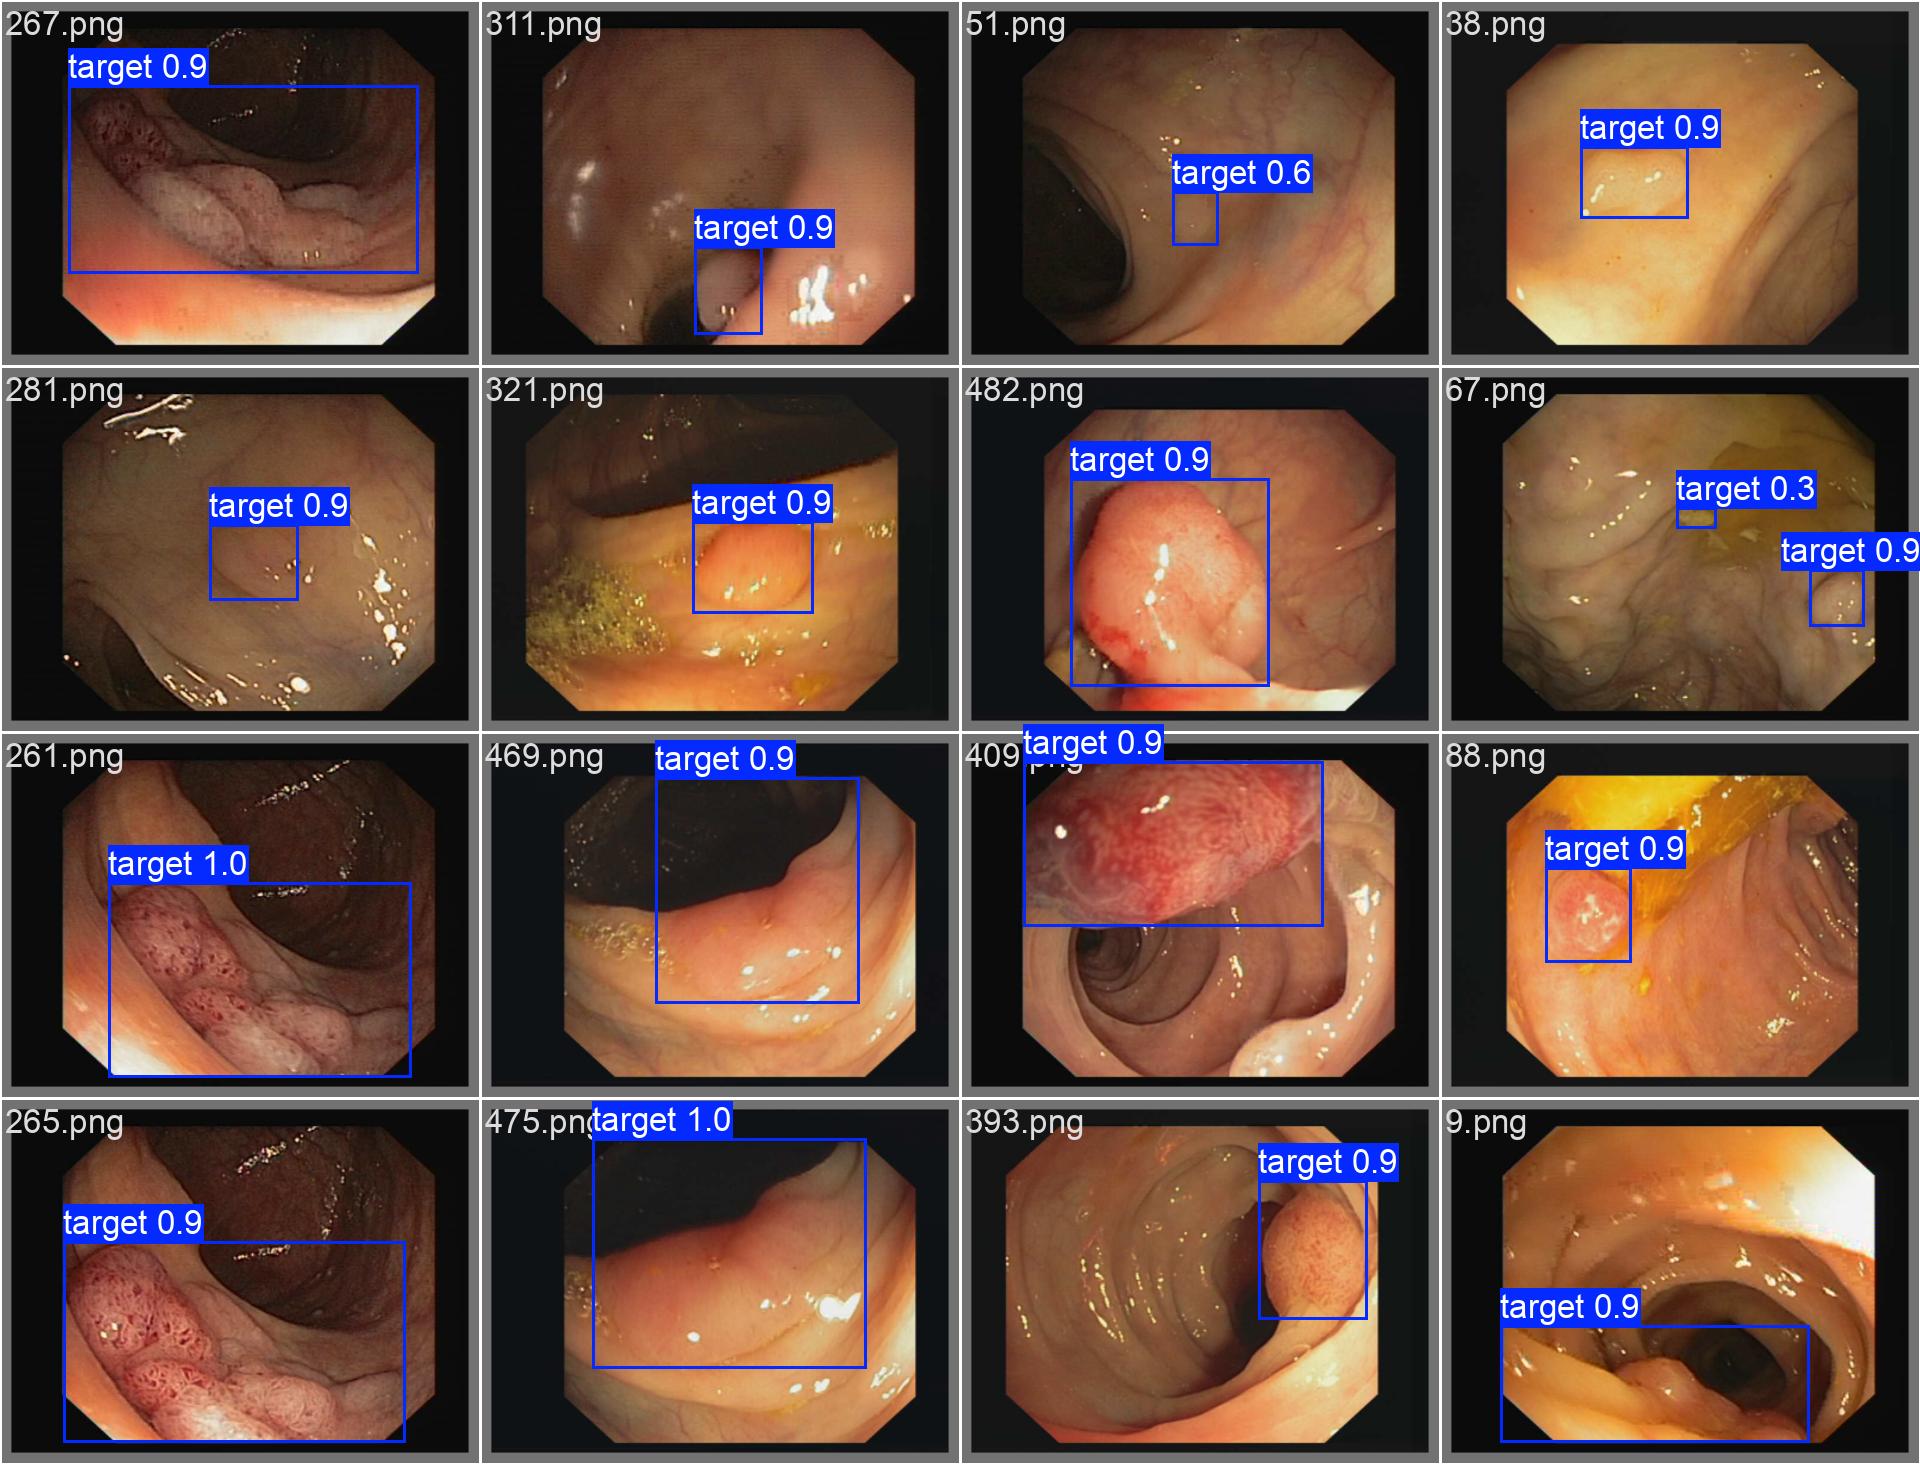 267.png
target 0.9
311.png
target 0.9
51.png
target 0.6
38.png
target 0.9
281.png
target 0.9
321.png
target 0.9
482.png
target 0.9
67.png
target 0.3
target 0.9
261.png
target 1.0
469.png
target 0.9
409.png
target 0.9
88.png
target 0.9
265.png
target 0.9
475.png
target 1.0
393.png
target 0.9
9.png
target 0.9